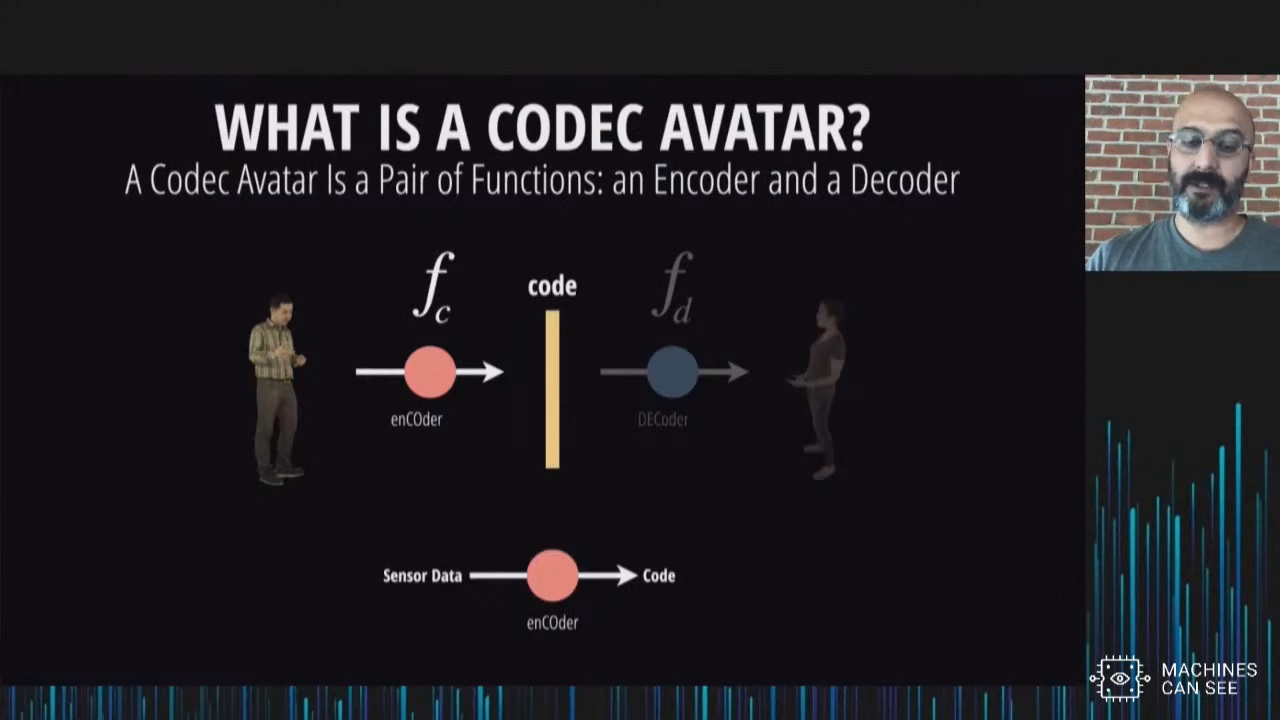 WHAT IS A CODEC AVATAR?
A Codec Avatar Is a Pair of Functions: an Encoder and a Decoder
f_c
code
f_d
enCOder
DECoder
Sensor Data
Code
enCOder
MACHINES
CAN SEE